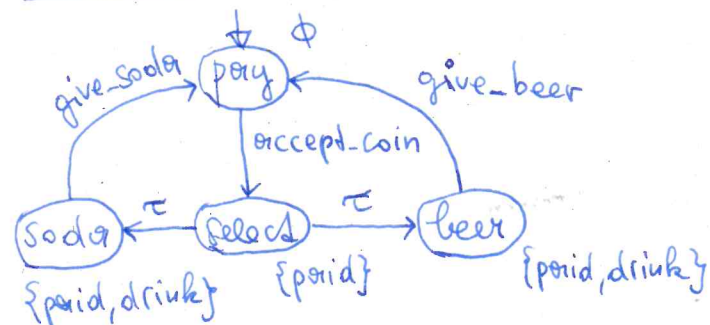 ϕ
give_soda
pay
give_beer
accept_coin
τ
τ
soda
select
beer
{paid, drink}
{paid}
{paid, drink}